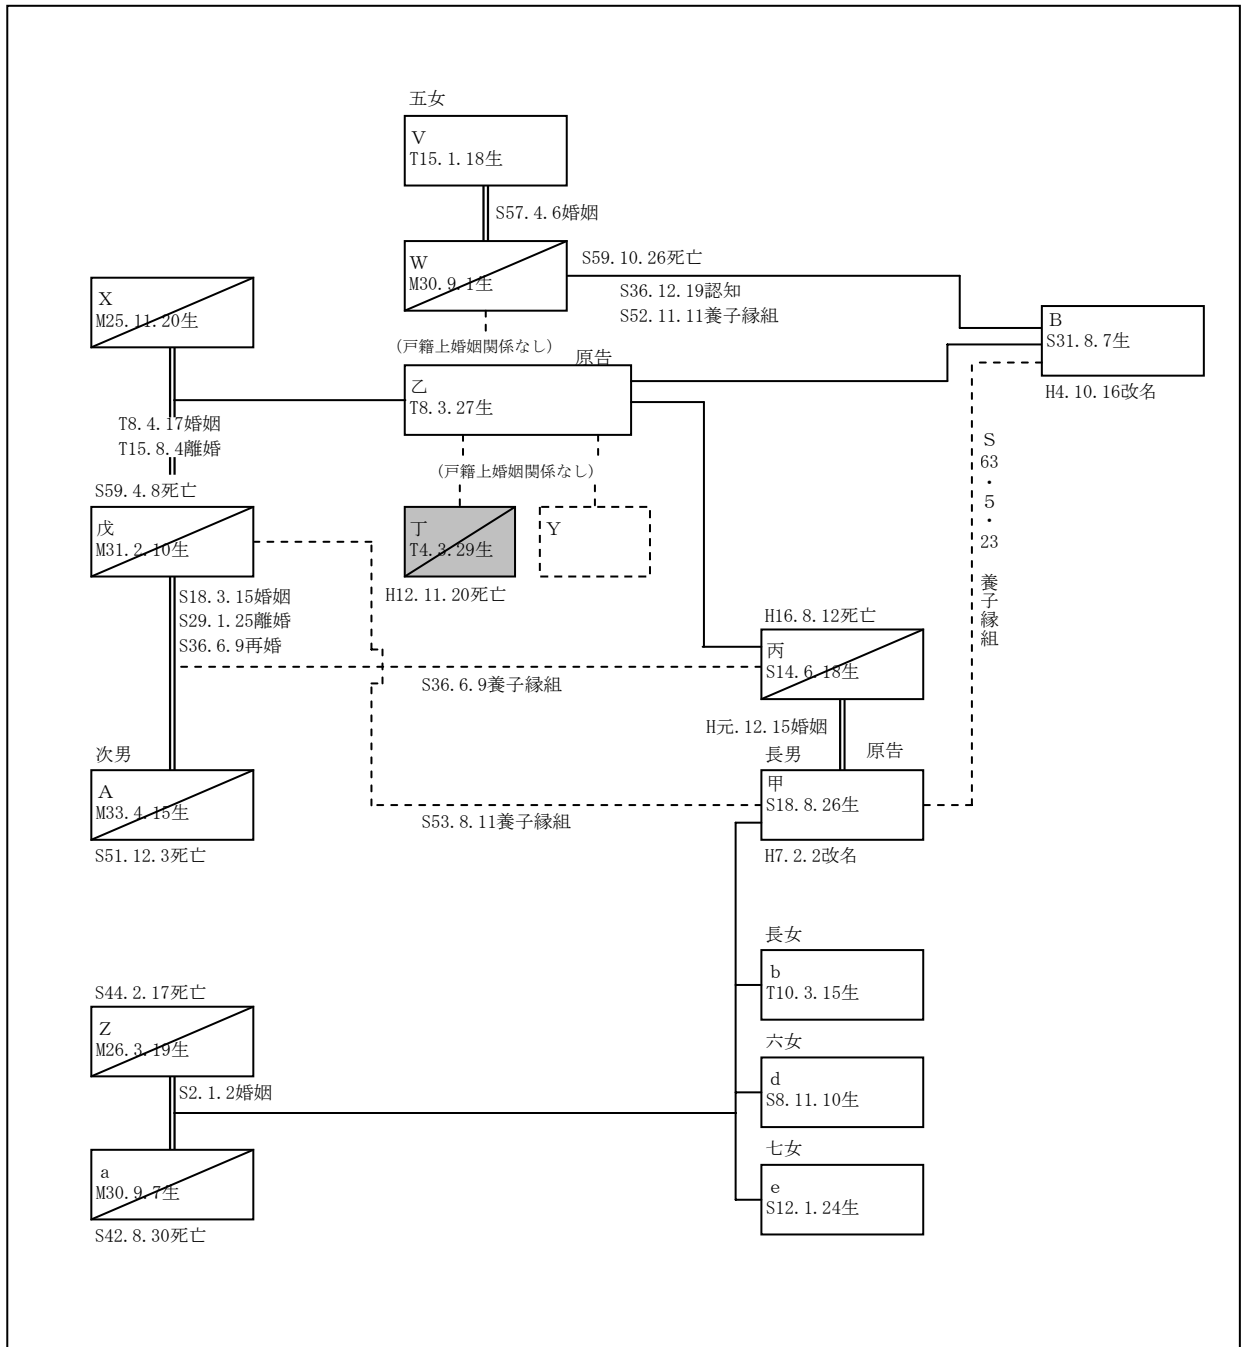 五女
V
T15.1.18生
S57.4.6婚姻
W
M30.9.1生
S59.10.26死亡
S36.12.19認知
S52.11.11養子縁組
X
M25.11.20生
B
S31.8.7生
H4.10.16改名
(戸籍上婚姻関係なし)
原告
乙
T8.3.27生
T8.4.17婚姻
T15.8.4離婚
(戸籍上婚姻関係なし)
S59.4.8死亡
戊
M31.2.10生
丁
T4.3.29生
Y
H12.11.20死亡
S63・5・23 養子縁組
S18.3.15婚姻
S29.1.25離婚
S36.6.9再婚
H16.8.12死亡
丙
S14.6.18生
S36.6.9養子縁組
H元.12.15婚姻
次男
A
M33.4.15生
S51.12.3死亡
長男
原告
甲
S18.8.26生
S53.8.11養子縁組
H7.2.2改名
長女
b
T10.3.15生
S44.2.17死亡
Z
M26.3.19生
六女
d
S8.11.10生
S2.1.2婚姻
七女
a
M30.9.7生
e
S12.1.24生
S42.8.30死亡